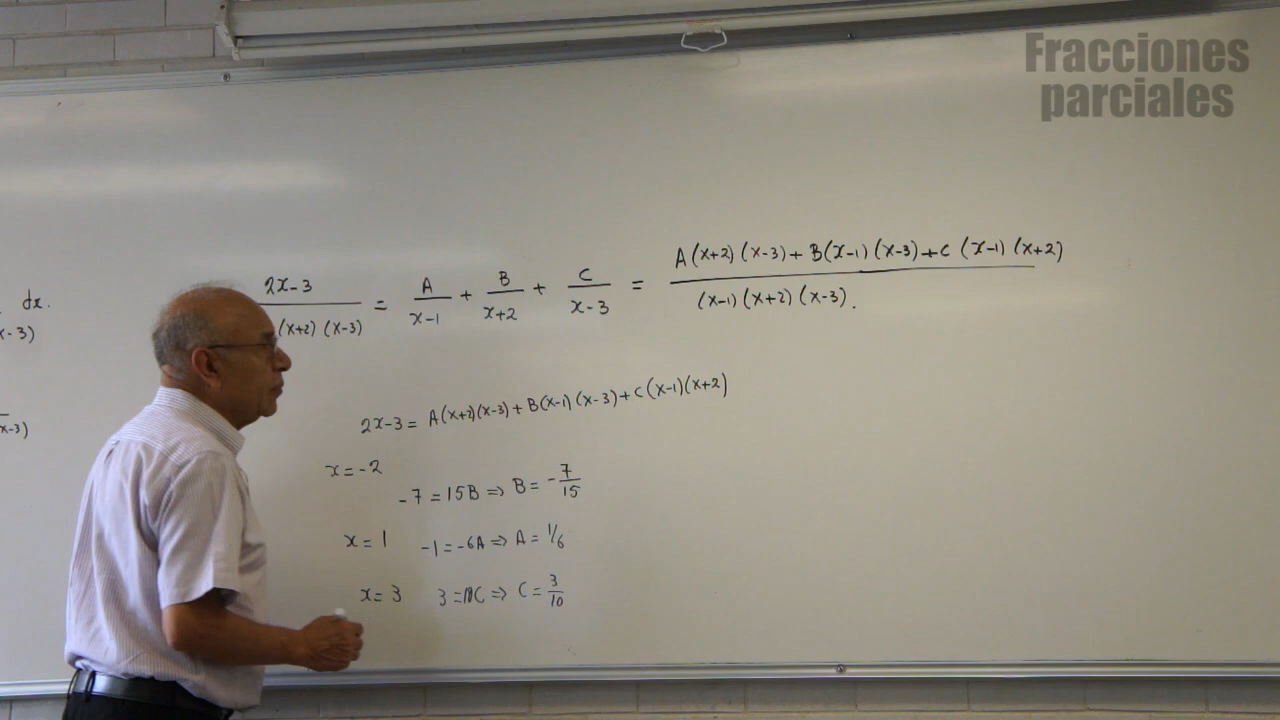 Fracciones
parciales
dx.
x-3)
x-3)
2x-3 / (x+2)(x-3) = A/x-1 + B/x+2 + C/x-3 = A(x+2)(x-3)+B(x-1)(x-3)+C(x-1)(x+2) / (x-1)(x+2)(x-3).
2x-3 = A(x+2)(x-3)+B(x-1)(x-3)+C(x-1)(x+2)
x=-2
-7=15B ⇒ B= -7/15
x=1 -1=-6A ⇒ A=1/6
x=3 3=10C ⇒ C=3/10